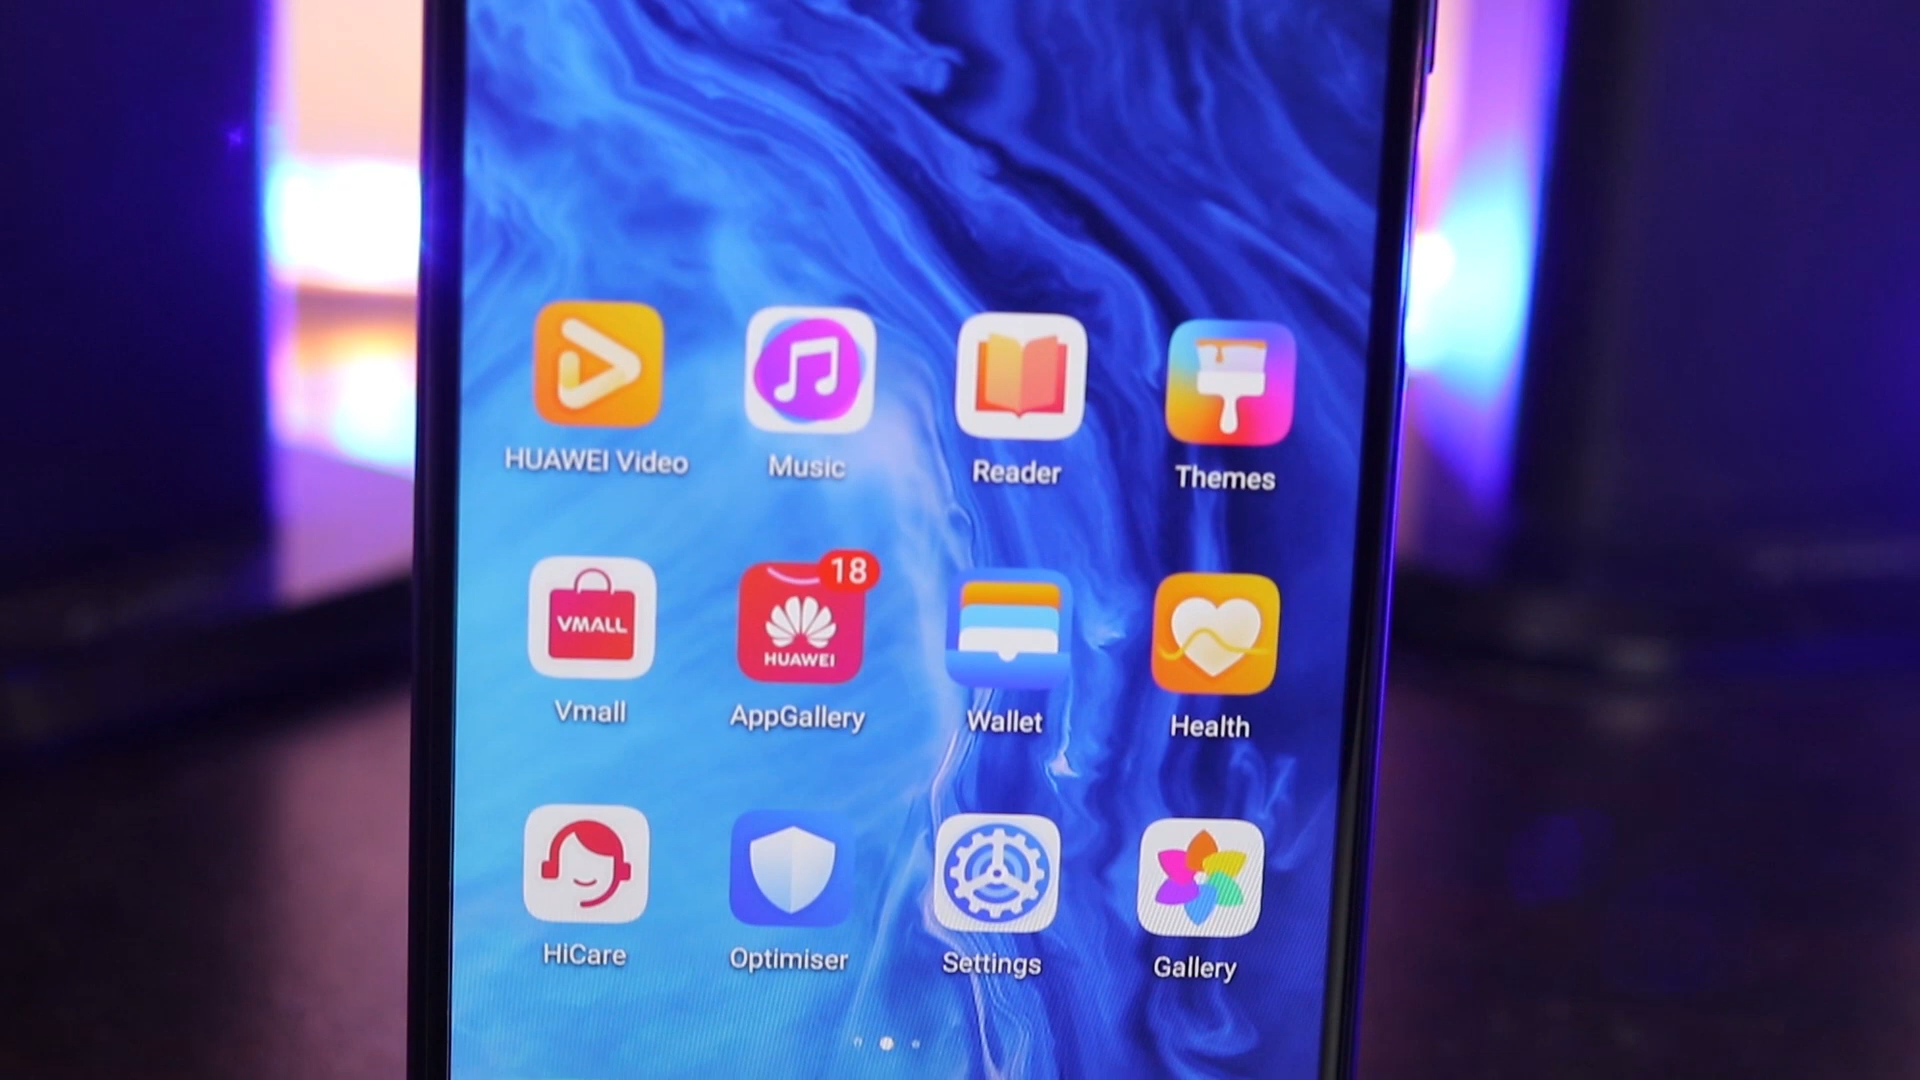 HUAWEI Video
Music
Reader
Themes
VMALL
18
HUAWEI
Vmall
AppGallery
Wallet
Health
HiCare
Optimiser
Settings
Gallery